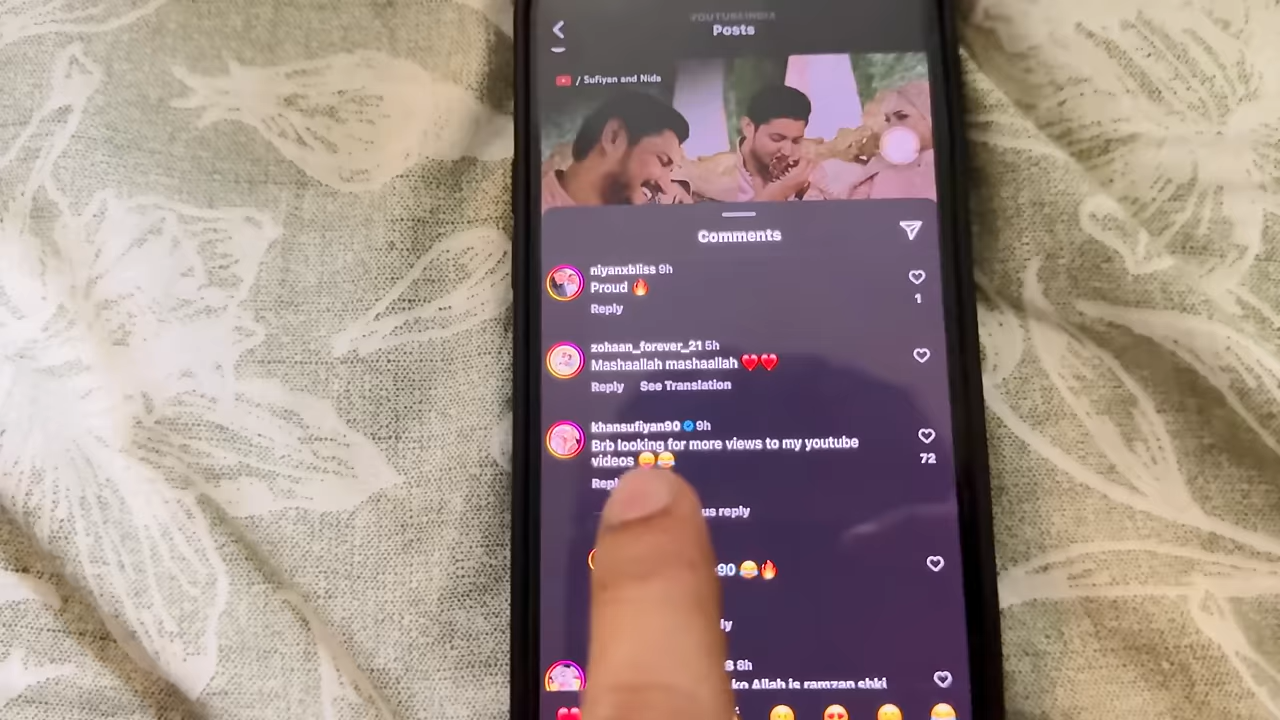 YOUTUBEINDIA
Posts
/ Sufiyan and Nida
Comments
niyanxbliss 9h
Proud 🔥
1
Reply
zohaan_forever_21 5h
Mashaallah mashaallah ❤️❤️
Reply See Translation
khansufiyan90 9h
Brb looking for more views to my youtube
videos 😄😂
72
us reply
90 😂🔥
8h
ko Allah is ramzan shki